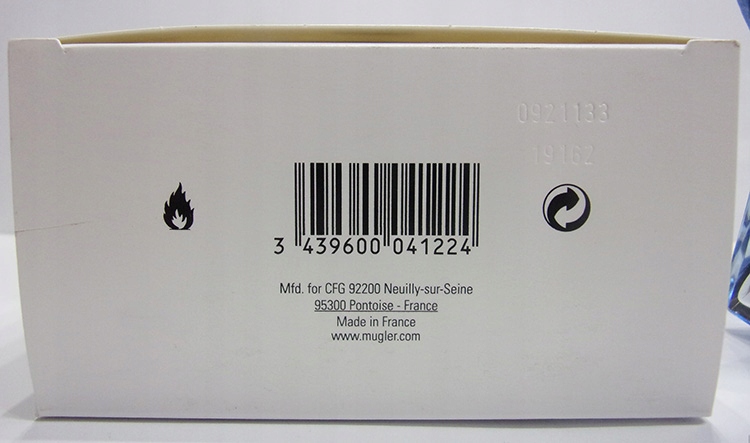 0921133
19162
3 439600 041224
Mfd. for CFG 92200 Neuilly-sur-Seine
95300 Pontoise - France
Made in France
www.mugler.com